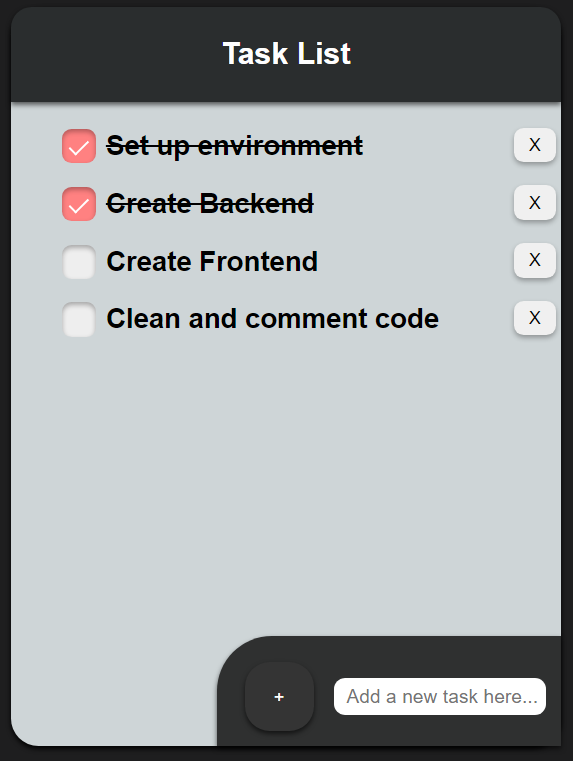 Task List
Set up environment X
Create Backend X
Create Frontend X
Clean and comment code X
+ Add a new task here...